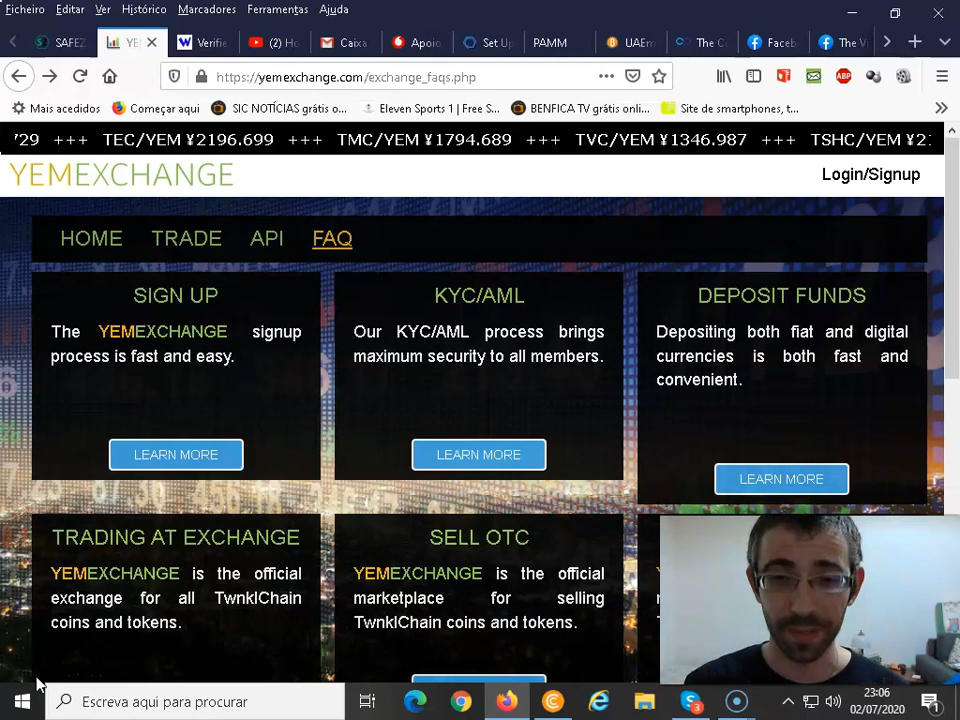 Ficheiro Editar Ver Histórico Marcadores Ferramentas Ajuda
SAFEZ YE Verifie (2) Ho Caixa Apoio Set Up PAMM UAEm The C Faceb The V
https://yemexchange.com/exchange_faqs.php
ABP
Mais acedidos Começar aqui SIC NOTÍCIAS grátis o... Eleven Sports 1 | Free S... BENFICA TV grátis onli... Site de smartphones, t...
'729 +++ TEC/YEM ¥2196.699 +++ TMC/YEM ¥1794.689 +++ TVC/YEM ¥1346.987 +++ TSHC/YEM ¥21
YEMEXCHANGE
Login/Signup
HOME TRADE API FAQ
SIGN UP
The YEMEXCHANGE signup
process is fast and easy.
LEARN MORE
KYC/AML
Our KYC/AML process brings
maximum security to all members.
LEARN MORE
DEPOSIT FUNDS
Depositing both fiat and digital
currencies is both fast and
convenient.
LEARN MORE
TRADING AT EXCHANGE
YEMEXCHANGE is the official
exchange for all TwnklChain
coins and tokens.
SELL OTC
YEMEXCHANGE is the official
marketplace for selling
TwnklChain coins and tokens.
Escreva aqui para procurar
3
23:06
02/07/2020
1